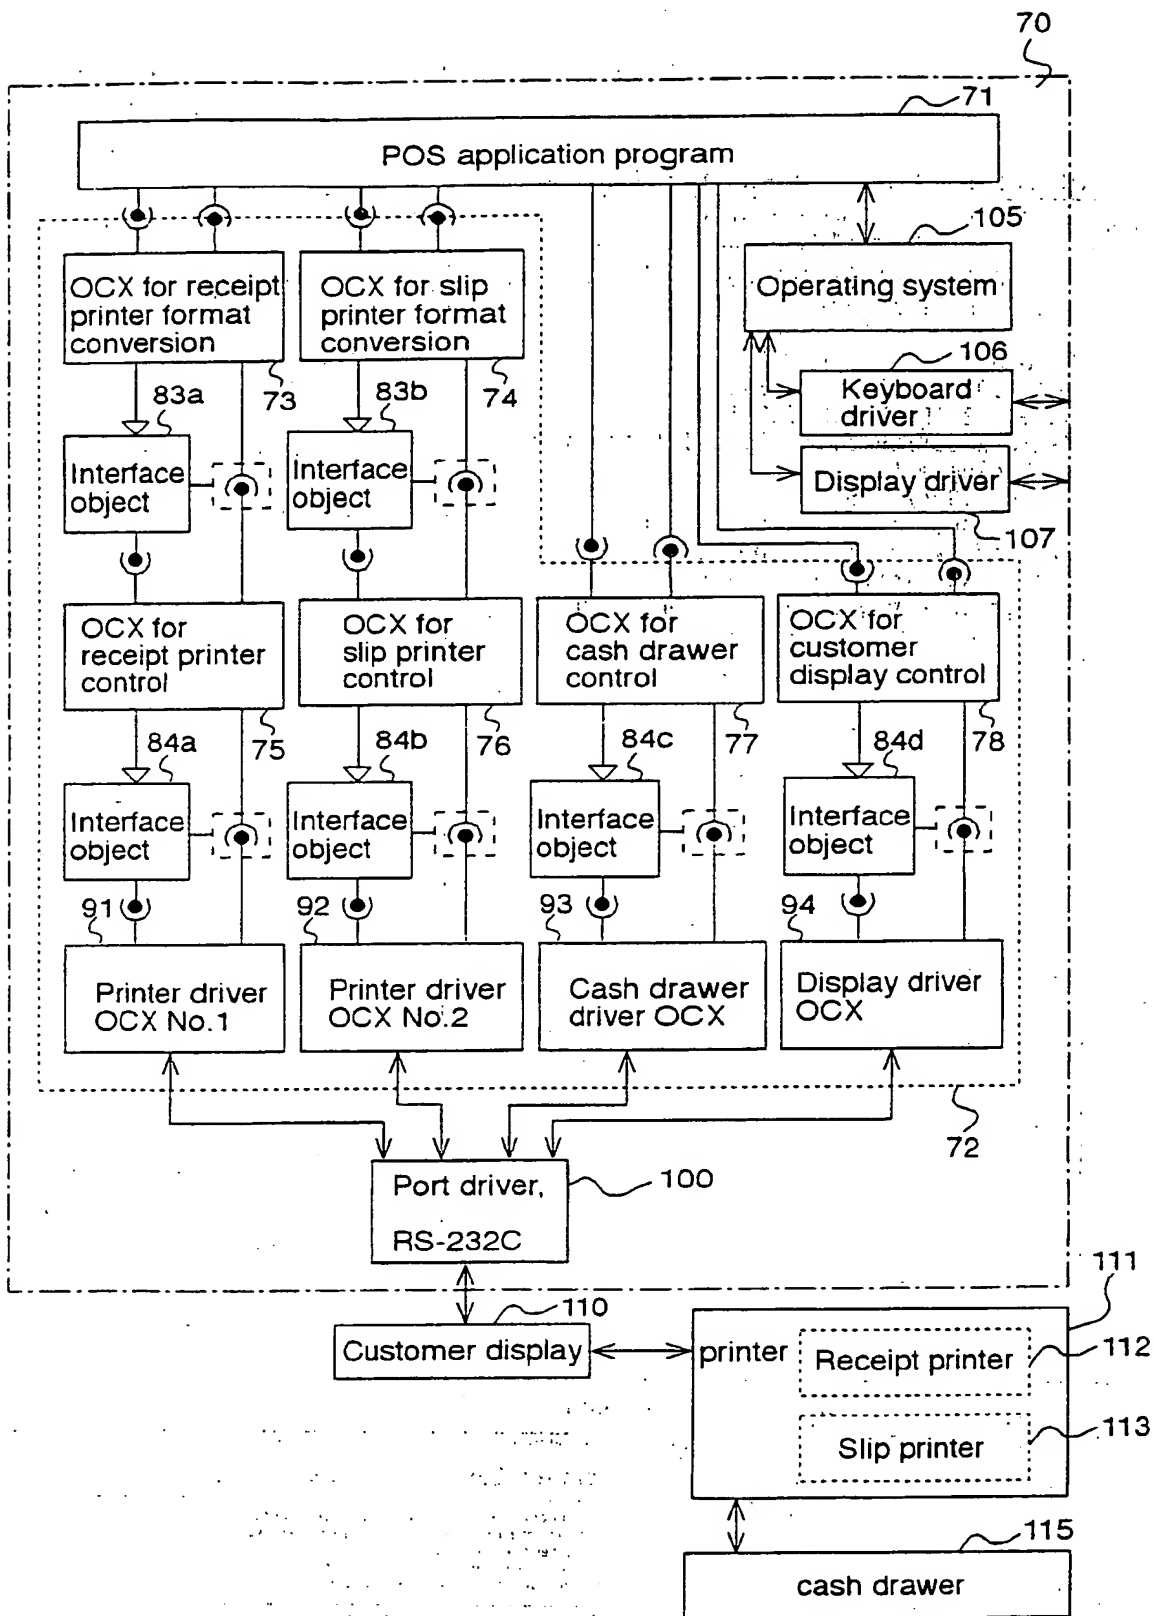 70
71
POS application program
105
OCX for receipt
printer format
conversion
OCX for slip
printer format
conversion
Operating system
106
83a
73
83b
74
Keyboard
driver
Interface
object
Interface
object
Display driver
107
OCX for
receipt printer
control
OCX for
slip printer
control
OCX for
cash drawer
control
OCX for
customer
display control
84a
75
84b
76
84c
77
84d
78
Interface
object
Interface
object
Interface
object
Interface
object
91
92
93
94
Printer driver
OCX No.1
Printer driver
OCX No.2
Cash drawer
driver OCX
Display driver
OCX
72
Port driver,
RS-232C
100
110
111
Customer display
printer
Receipt printer
112
Slip printer
113
115
cash drawer